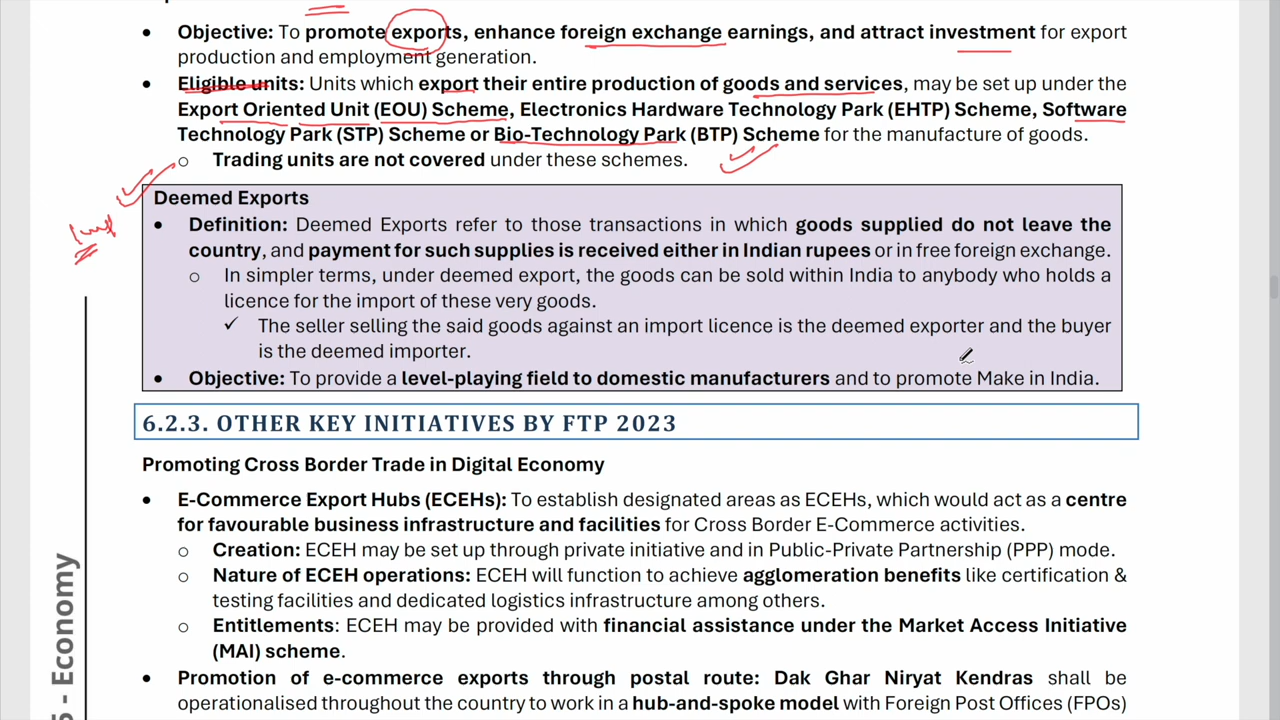 • Objective: To promote exports, enhance foreign exchange earnings, and attract investment for export
production and employment generation.
• Eligible units: Units which export their entire production of goods and services, may be set up under the
Export Oriented Unit (EOU) Scheme, Electronics Hardware Technology Park (EHTP) Scheme, Software
Technology Park (STP) Scheme or Bio-Technology Park (BTP) Scheme for the manufacture of goods.
o Trading units are not covered under these schemes.
Imp
Deemed Exports
• Definition: Deemed Exports refer to those transactions in which goods supplied do not leave the
country, and payment for such supplies is received either in Indian rupees or in free foreign exchange.
o In simpler terms, under deemed export, the goods can be sold within India to anybody who holds a
licence for the import of these very goods.
✓ The seller selling the said goods against an import licence is the deemed exporter and the buyer
is the deemed importer.
• Objective: To provide a level-playing field to domestic manufacturers and to promote Make in India.
6.2.3. OTHER KEY INITIATIVES BY FTP 2023
Promoting Cross Border Trade in Digital Economy
• E-Commerce Export Hubs (ECEHs): To establish designated areas as ECEHs, which would act as a centre
for favourable business infrastructure and facilities for Cross Border E-Commerce activities.
o Creation: ECEH may be set up through private initiative and in Public-Private Partnership (PPP) mode.
o Nature of ECEH operations: ECEH will function to achieve agglomeration benefits like certification &
testing facilities and dedicated logistics infrastructure among others.
o Entitlements: ECEH may be provided with financial assistance under the Market Access Initiative
(MAI) scheme.
• Promotion of e-commerce exports through postal route: Dak Ghar Niryat Kendras shall be
operationalised throughout the country to work in a hub-and-spoke model with Foreign Post Offices (FPOs)
- Economy